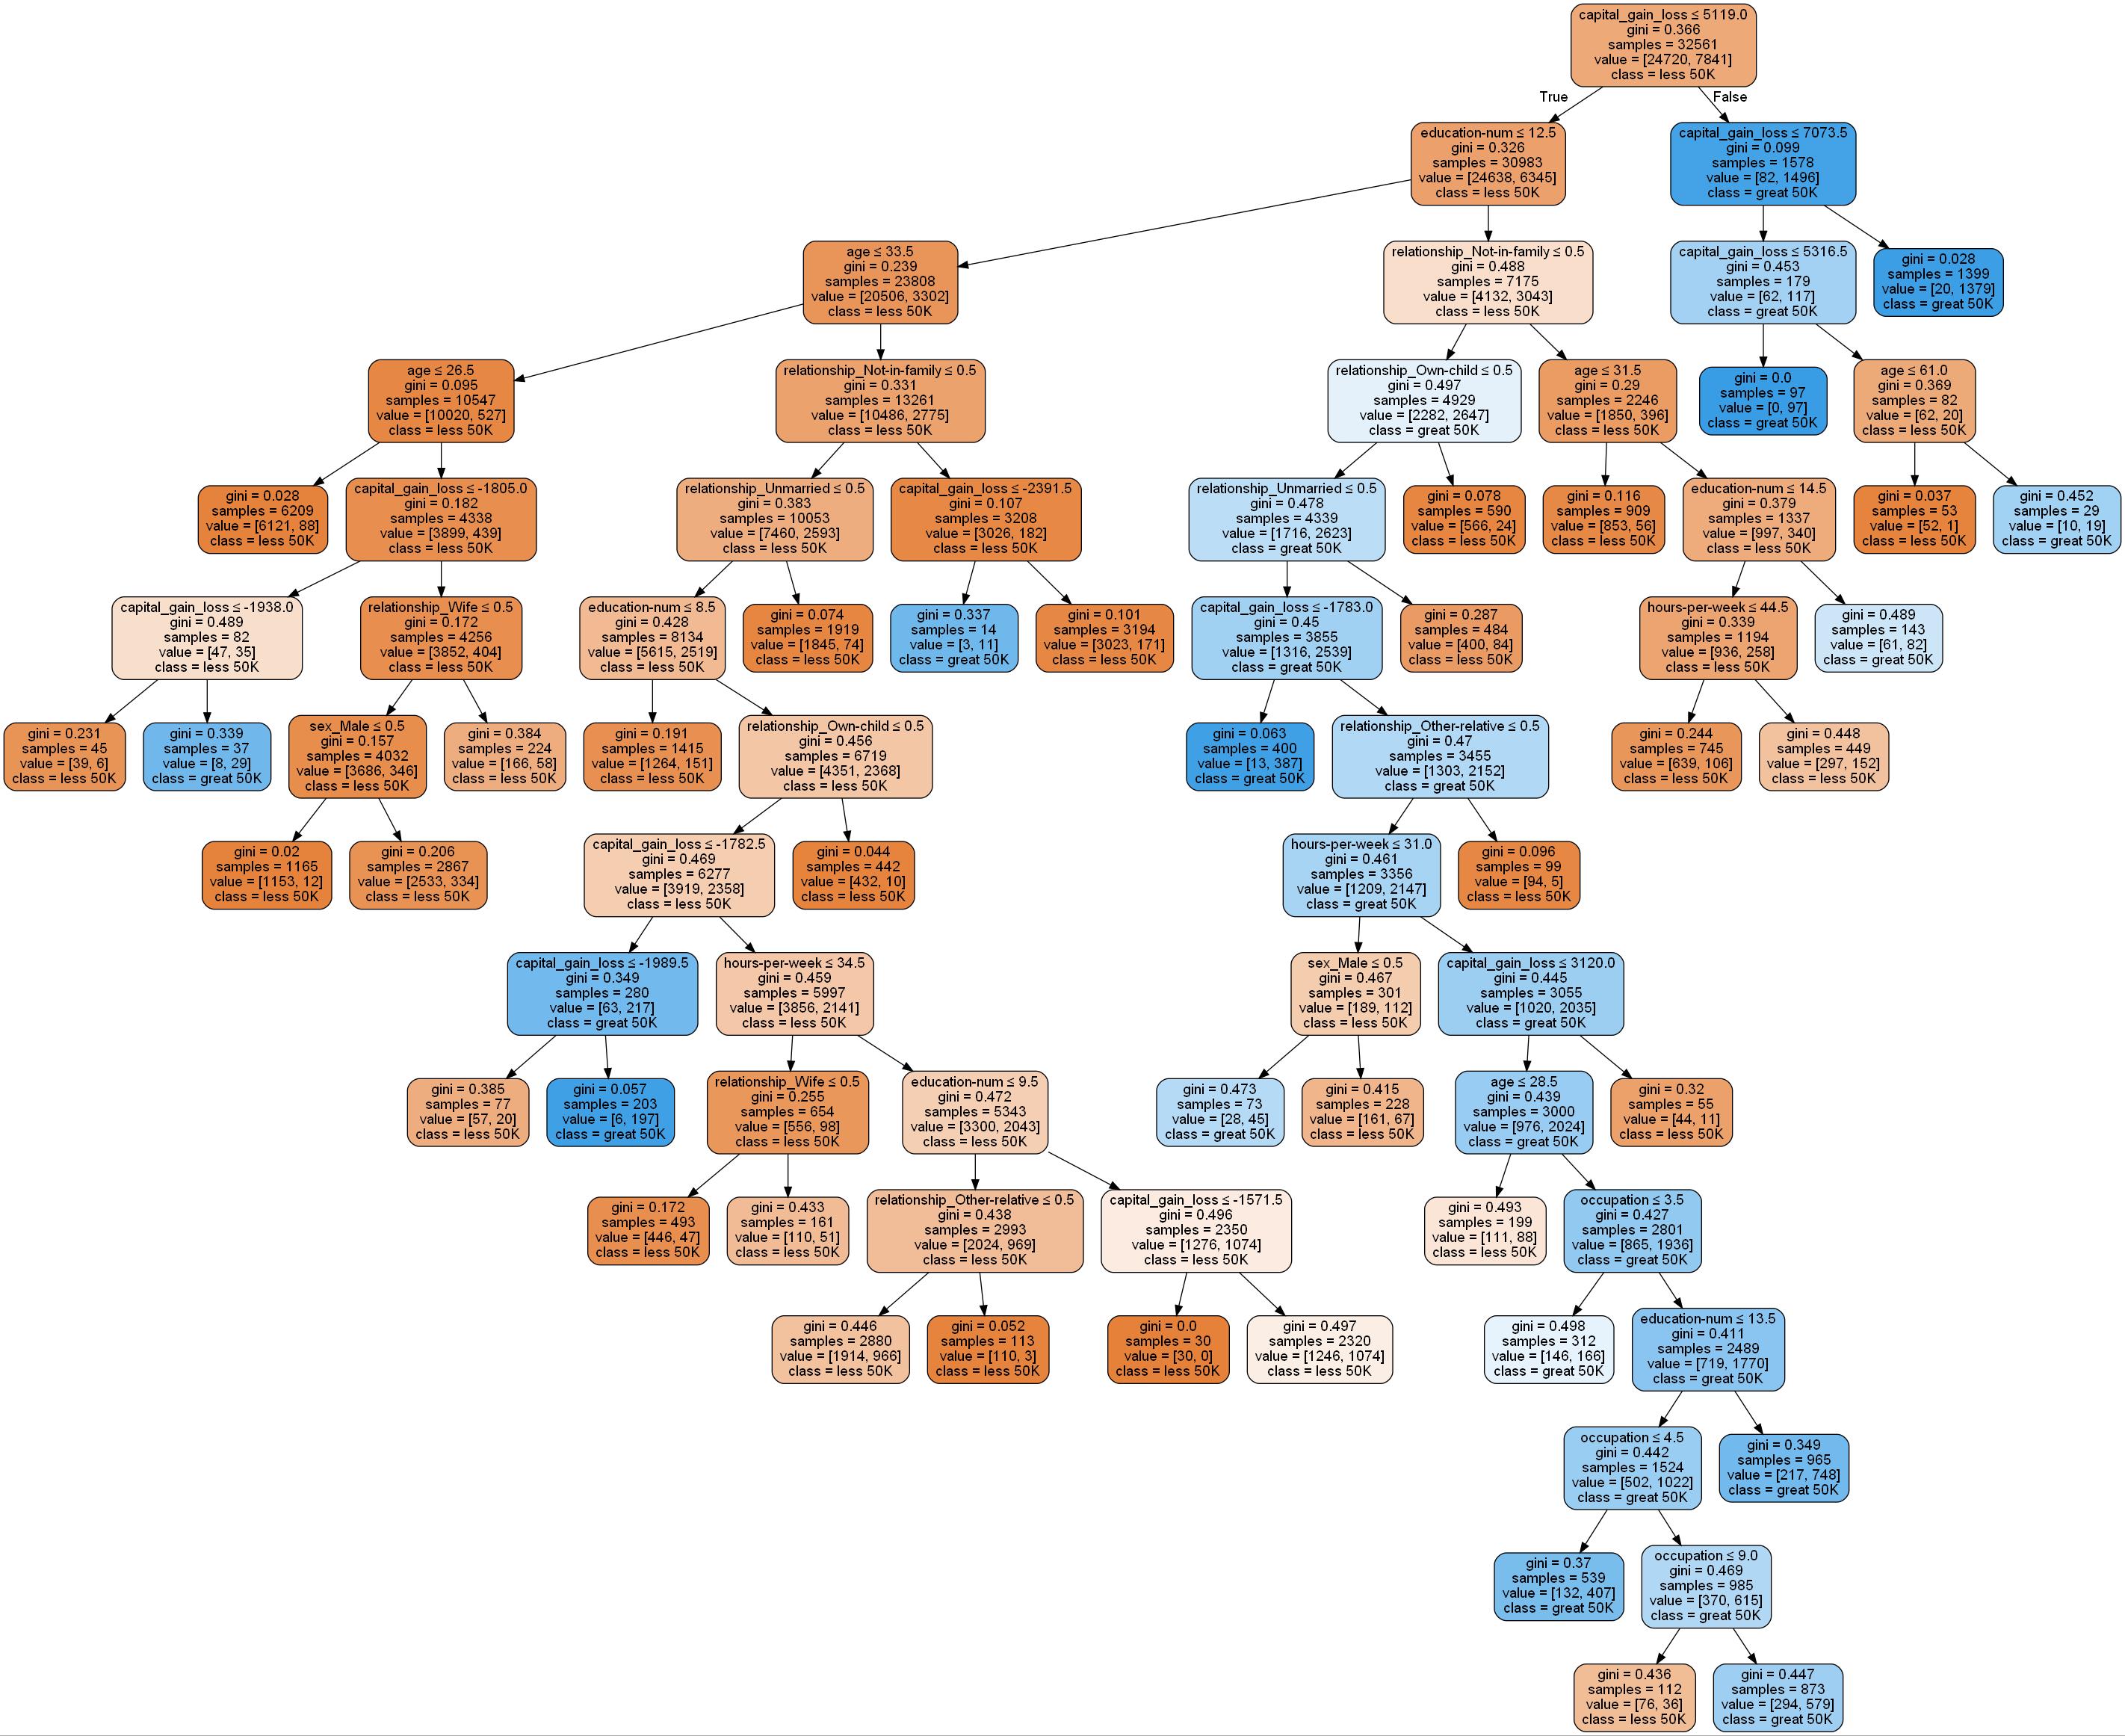 capital_gain_loss ≤ 5119.0
gini = 0.366
samples = 32561
value = [24720, 7841]
class = less 50K
True
False
education-num ≤ 12.5
gini = 0.326
samples = 30983
value = [24638, 6345]
class = less 50K
capital_gain_loss ≤ 7073.5
gini = 0.099
samples = 1578
value = [82, 1496]
class = great 50K
age ≤ 33.5
gini = 0.239
samples = 23808
value = [20506, 3302]
class = less 50K
relationship_Not-in-family ≤ 0.5
gini = 0.488
samples = 7175
value = [4132, 3043]
class = less 50K
capital_gain_loss ≤ 5316.5
gini = 0.453
samples = 179
value = [62, 117]
class = great 50K
gini = 0.028
samples = 1399
value = [20, 1379]
class = great 50K
age ≤ 26.5
gini = 0.095
samples = 10547
value = [10020, 527]
class = less 50K
relationship_Not-in-family ≤ 0.5
gini = 0.331
samples = 13261
value = [10486, 2775]
class = less 50K
relationship_Own-child ≤ 0.5
gini = 0.497
samples = 4929
value = [2282, 2647]
class = great 50K
age ≤ 31.5
gini = 0.29
samples = 2246
value = [1850, 396]
class = less 50K
gini = 0.0
samples = 97
value = [0, 97]
class = great 50K
age ≤ 61.0
gini = 0.369
samples = 82
value = [62, 20]
class = less 50K
gini = 0.028
samples = 6209
value = [6121, 88]
class = less 50K
capital_gain_loss ≤ -1805.0
gini = 0.182
samples = 4338
value = [3899, 439]
class = less 50K
relationship_Unmarried ≤ 0.5
gini = 0.383
samples = 10053
value = [7460, 2593]
class = less 50K
capital_gain_loss ≤ -2391.5
gini = 0.107
samples = 3208
value = [3026, 182]
class = less 50K
relationship_Unmarried ≤ 0.5
gini = 0.478
samples = 4339
value = [1716, 2623]
class = great 50K
gini = 0.078
samples = 590
value = [566, 24]
class = less 50K
gini = 0.116
samples = 909
value = [853, 56]
class = less 50K
education-num ≤ 14.5
gini = 0.379
samples = 1337
value = [997, 340]
class = less 50K
gini = 0.037
samples = 53
value = [52, 1]
class = less 50K
gini = 0.452
samples = 29
value = [10, 19]
class = great 50K
capital_gain_loss ≤ -1938.0
gini = 0.489
samples = 82
value = [47, 35]
class = less 50K
relationship_Wife ≤ 0.5
gini = 0.172
samples = 4256
value = [3852, 404]
class = less 50K
education-num ≤ 8.5
gini = 0.428
samples = 8134
value = [5615, 2519]
class = less 50K
gini = 0.074
samples = 1919
value = [1845, 74]
class = less 50K
gini = 0.337
samples = 14
value = [3, 11]
class = great 50K
gini = 0.101
samples = 3194
value = [3023, 171]
class = less 50K
capital_gain_loss ≤ -1783.0
gini = 0.45
samples = 3855
value = [1316, 2539]
class = great 50K
gini = 0.287
samples = 484
value = [400, 84]
class = less 50K
hours-per-week ≤ 44.5
gini = 0.339
samples = 1194
value = [936, 258]
class = less 50K
gini = 0.489
samples = 143
value = [61, 82]
class = great 50K
gini = 0.231
samples = 45
value = [39, 6]
class = less 50K
gini = 0.339
samples = 37
value = [8, 29]
class = great 50K
sex_Male ≤ 0.5
gini = 0.157
samples = 4032
value = [3686, 346]
class = less 50K
gini = 0.384
samples = 224
value = [166, 58]
class = less 50K
gini = 0.191
samples = 1415
value = [1264, 151]
class = less 50K
relationship_Own-child ≤ 0.5
gini = 0.456
samples = 6719
value = [4351, 2368]
class = less 50K
gini = 0.063
samples = 400
value = [13, 387]
class = great 50K
relationship_Other-relative ≤ 0.5
gini = 0.47
samples = 3455
value = [1303, 2152]
class = great 50K
gini = 0.244
samples = 745
value = [639, 106]
class = less 50K
gini = 0.448
samples = 449
value = [297, 152]
class = less 50K
gini = 0.02
samples = 1165
value = [1153, 12]
class = less 50K
gini = 0.206
samples = 2867
value = [2533, 334]
class = less 50K
capital_gain_loss ≤ -1782.5
gini = 0.469
samples = 6277
value = [3919, 2358]
class = less 50K
gini = 0.044
samples = 442
value = [432, 10]
class = less 50K
hours-per-week ≤ 31.0
gini = 0.461
samples = 3356
value = [1209, 2147]
class = great 50K
gini = 0.096
samples = 99
value = [94, 5]
class = less 50K
capital_gain_loss ≤ -1989.5
gini = 0.349
samples = 280
value = [63, 217]
class = great 50K
hours-per-week ≤ 34.5
gini = 0.459
samples = 5997
value = [3856, 2141]
class = less 50K
sex_Male ≤ 0.5
gini = 0.467
samples = 301
value = [189, 112]
class = less 50K
capital_gain_loss ≤ 3120.0
gini = 0.445
samples = 3055
value = [1020, 2035]
class = great 50K
gini = 0.385
samples = 77
value = [57, 20]
class = less 50K
gini = 0.057
samples = 203
value = [6, 197]
class = great 50K
relationship_Wife ≤ 0.5
gini = 0.255
samples = 654
value = [556, 98]
class = less 50K
education-num ≤ 9.5
gini = 0.472
samples = 5343
value = [3300, 2043]
class = less 50K
gini = 0.473
samples = 73
value = [28, 45]
class = great 50K
gini = 0.415
samples = 228
value = [161, 67]
class = less 50K
age ≤ 28.5
gini = 0.439
samples = 3000
value = [976, 2024]
class = great 50K
gini = 0.32
samples = 55
value = [44, 11]
class = less 50K
gini = 0.172
samples = 493
value = [446, 47]
class = less 50K
gini = 0.433
samples = 161
value = [110, 51]
class = less 50K
relationship_Other-relative ≤ 0.5
gini = 0.438
samples = 2993
value = [2024, 969]
class = less 50K
capital_gain_loss ≤ -1571.5
gini = 0.496
samples = 2350
value = [1276, 1074]
class = less 50K
gini = 0.493
samples = 199
value = [111, 88]
class = less 50K
occupation ≤ 3.5
gini = 0.427
samples = 2801
value = [865, 1936]
class = great 50K
gini = 0.446
samples = 2880
value = [1914, 966]
class = less 50K
gini = 0.052
samples = 113
value = [110, 3]
class = less 50K
gini = 0.0
samples = 30
value = [30, 0]
class = less 50K
gini = 0.497
samples = 2320
value = [1246, 1074]
class = less 50K
gini = 0.498
samples = 312
value = [146, 166]
class = great 50K
education-num ≤ 13.5
gini = 0.411
samples = 2489
value = [719, 1770]
class = great 50K
occupation ≤ 4.5
gini = 0.442
samples = 1524
value = [502, 1022]
class = great 50K
gini = 0.349
samples = 965
value = [217, 748]
class = great 50K
gini = 0.37
samples = 539
value = [132, 407]
class = great 50K
occupation ≤ 9.0
gini = 0.469
samples = 985
value = [370, 615]
class = great 50K
gini = 0.436
samples = 112
value = [76, 36]
class = less 50K
gini = 0.447
samples = 873
value = [294, 579]
class = great 50K